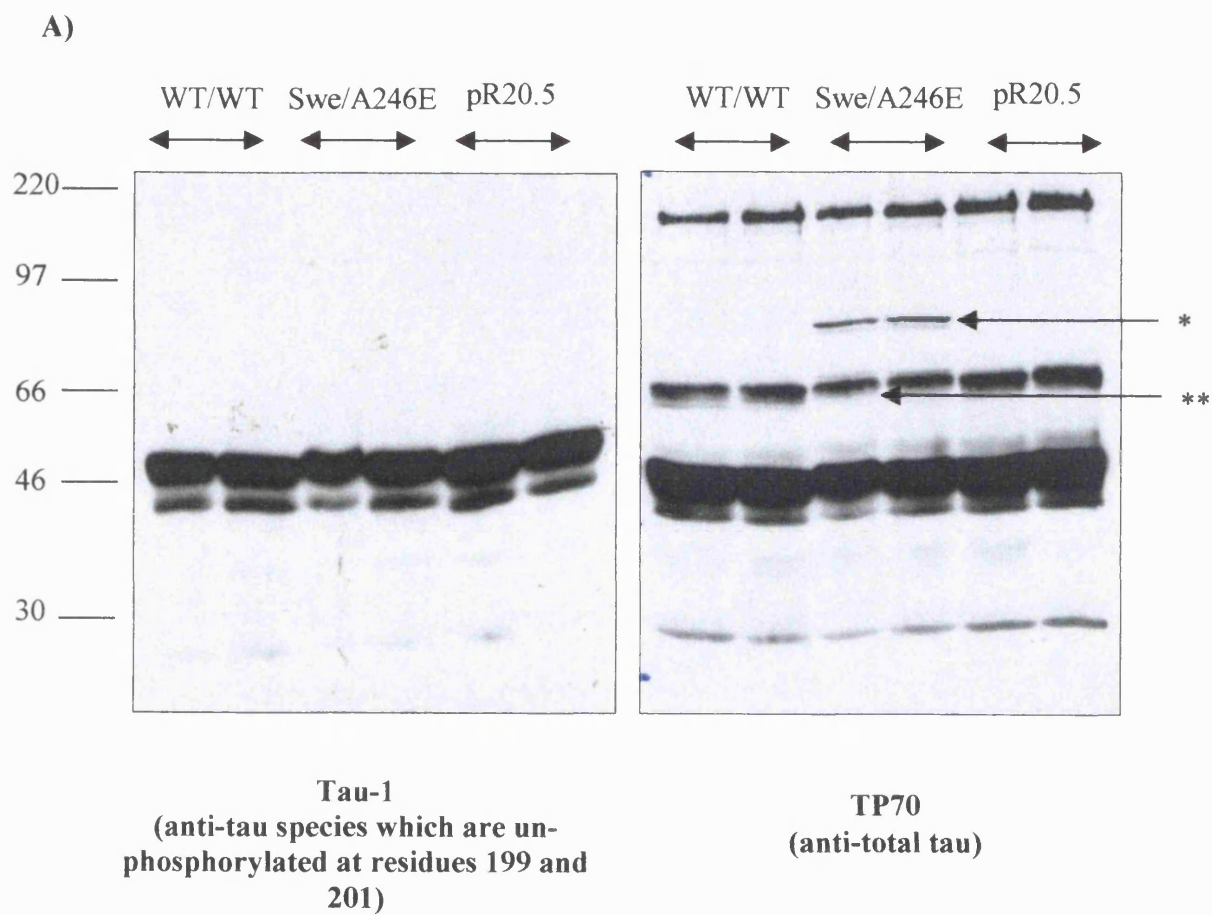 A)
WT/WT Swe/A246E pR20.5
WT/WT Swe/A246E pR20.5
220
97
66
46
30
*
**
Tau-1
(anti-tau species which are un-
phosphorylated at residues 199 and
201)
TP70
(anti-total tau)